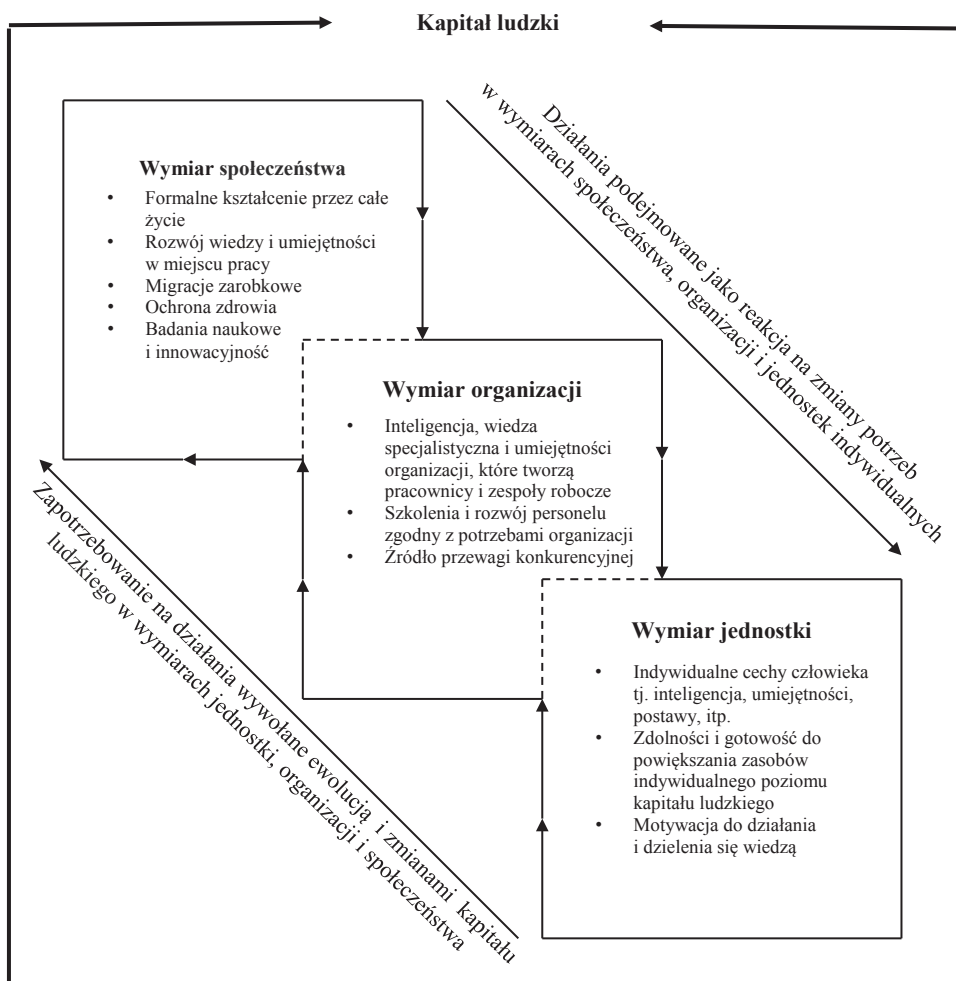 Kapitał ludzki
Działania podejmowane jako reakcja na zmiany potrzeb
w wymiarach społeczeństwa, organizacji i jednostek indywidualnych
Wymiar społeczeństwa
• Formalne kształcenie przez całe
życie
• Rozwój wiedzy i umiejętności
w miejscu pracy
• Migracje zarobkowe
• Ochrona zdrowia
• Badania naukowe
i innowacyjność
Wymiar organizacji
• Inteligencja, wiedza
specjalistyczna i umiejętności
organizacji, które tworzą
pracownicy i zespoły robocze
• Szkolenia i rozwój personelu
zgodny z potrzebami organizacji
• Źródło przewagi konkurencyjnej
Wymiar jednostki
• Indywidualne cechy człowieka
tj. inteligencja, umiejętności,
postawy, itp.
• Zdolności i gotowość do
powiększania zasobów
indywidualnego poziomu
kapitału ludzkiego
• Motywacja do działania
i dzielenia się wiedzą
Zapotrzebowanie na działania wywołane ewolucją i zmianami kapitału
ludzkiego w wymiarach jednostki, organizacji i społeczeństwa